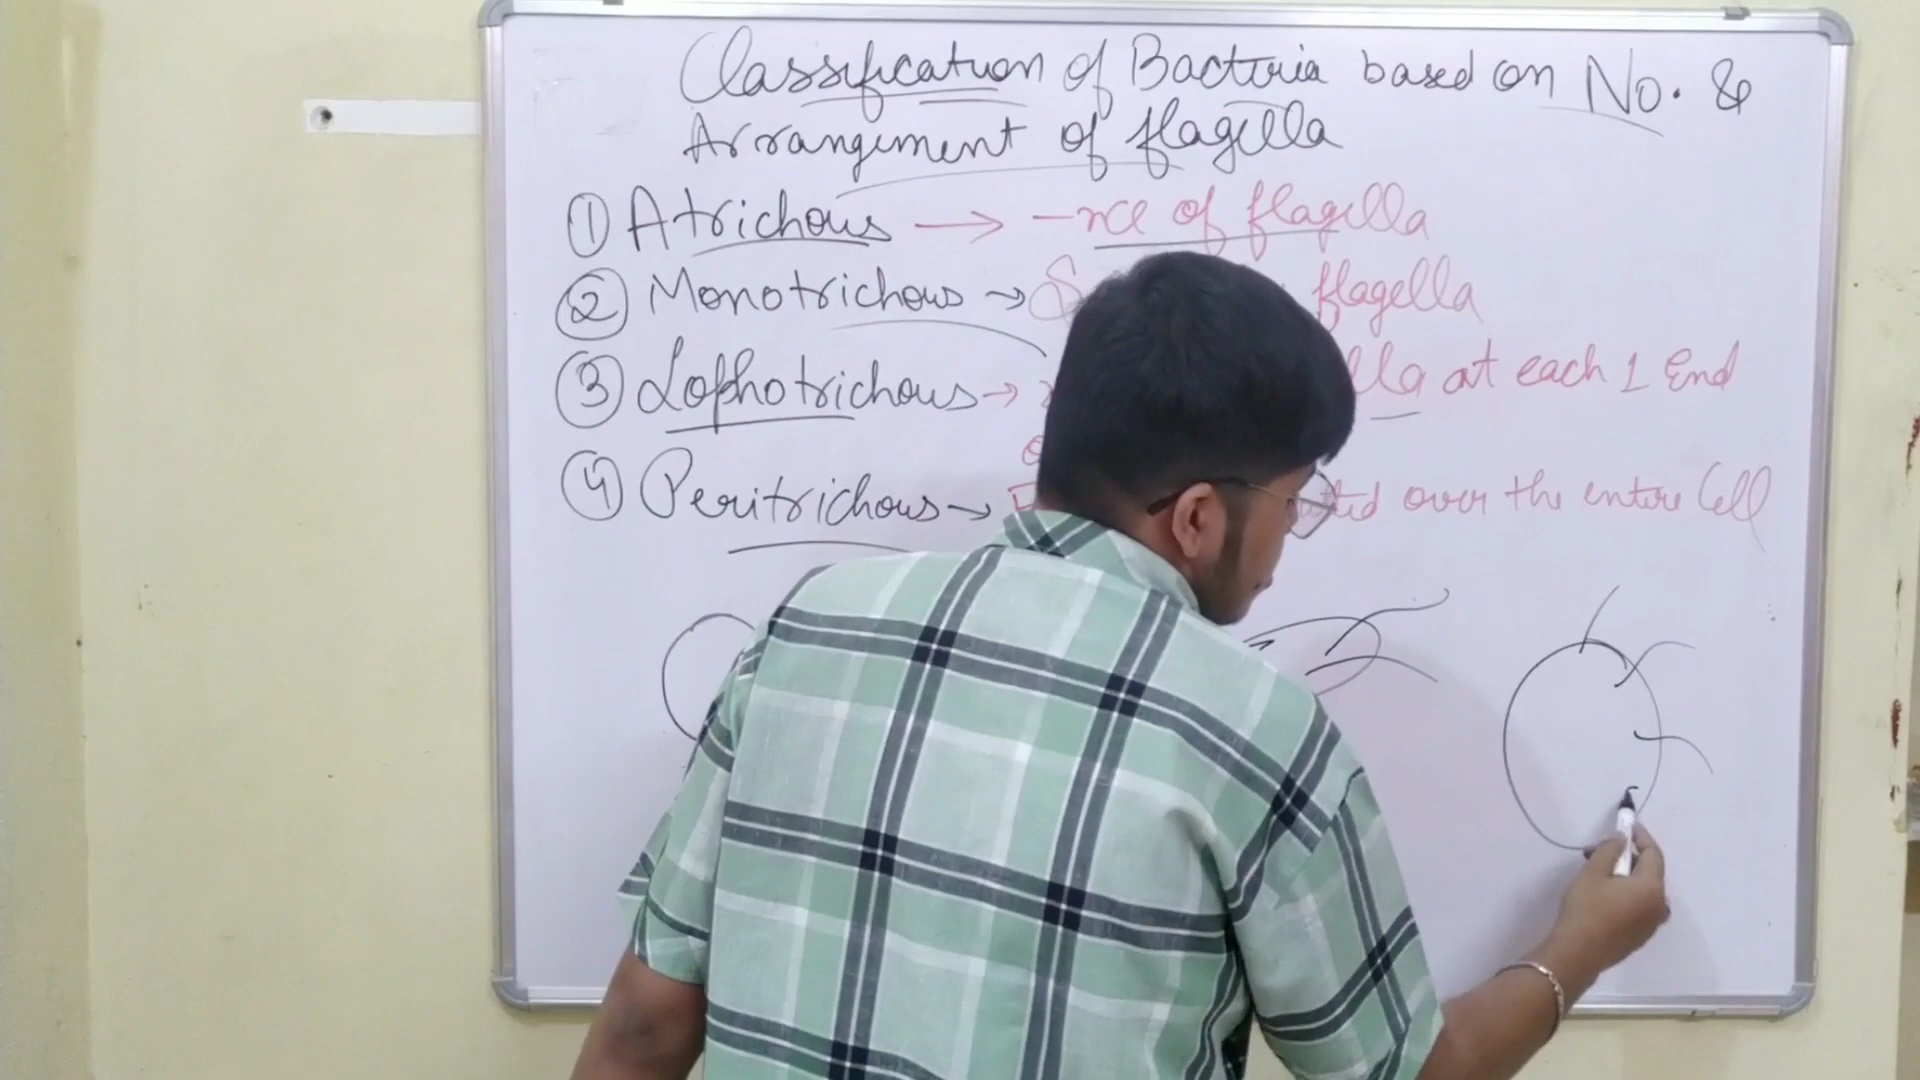 Classification of Bacteria based on No. &
Arrangement of flagella
① Atrichous → -nce of flagella
② Monotrichous → flagella
③ Lophotrichous → at each 1 End
④ Peritrichous → over the entire Cell